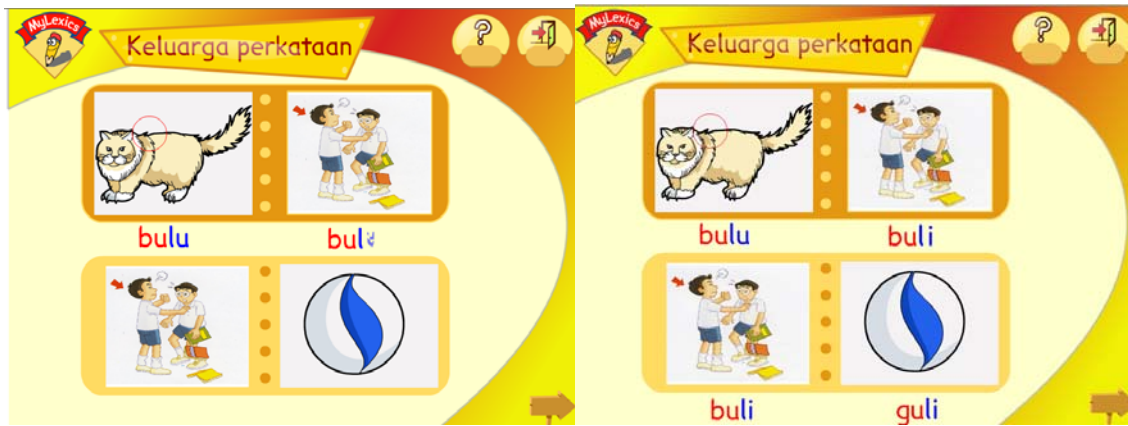 MyLexics
Keluarga perkataan
?
bulu bul
MyLexics
Keluarga perkataan
?
bulu buli
buli guli